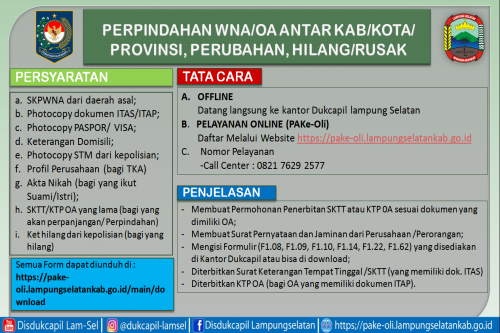 PERPINDAHAN WNA/OA ANTAR KAB/KOTA/
PROVINSI, PERUBAHAN, HILANG/RUSAK
PERSYARATAN
a. SKPWNA dari daerah asal;
b. Photocopy dokumen ITAS/ITAP;
c. Photocopy PASPOR/ VISA;
d. Keterangan Domisili;
e. Photocopy STM dari kepolisian;
f. Profil Perusahaan (bagi TKA)
g. Akta Nikah (bagi yang ikut
Suami/Istri);
h. SKTT/KTP OA yang lama (bagi yang
akan perpanjangan/ Perpindahan)
i. Ket hilang dari kepolisian (bagi yang
hilang)
Semua Form dapat diunduh di :
https://pake-
oli.lampungselatankab.go.id/main/do
wnload
TATA CARA
A. OFFLINE
Datang langsung ke kantor Dukcapil lampung Selatan
B. PELAYANAN ONLINE (PAKe-Oli)
Daftar Melalui Website https://pake-oli.lampungselatankab.go.id
C. Nomor Pelayanan
-Call Center : 0821 7629 2577
PENJELASAN
- Membuat Permohonan Penerbitan SKTT atau KTP OA sesuai dokumen yang
dimiliki OA;
- Membuat Surat Pernyataan dan Jaminan dari Perusahaan /Perorangan;
- Mengisi Formulir (F1.08, F1.09, F1.10, F1.14, F1.22, F1.62) yang disediakan
di Kantor Dukcapil atau bisa di download;
- Diterbitkan Surat Keterangan Tempat Tinggal /SKTT (yang memiliki dok. ITAS)
- Diterbitkan KTP OA (bagi OA yang memiliki dokumen ITAP).
Disdukcapil Lam-Sel
@dukcapil-lamsel
Disdukcapil Lampungselatan
https://pake-oli.lampungselatankab.go.id